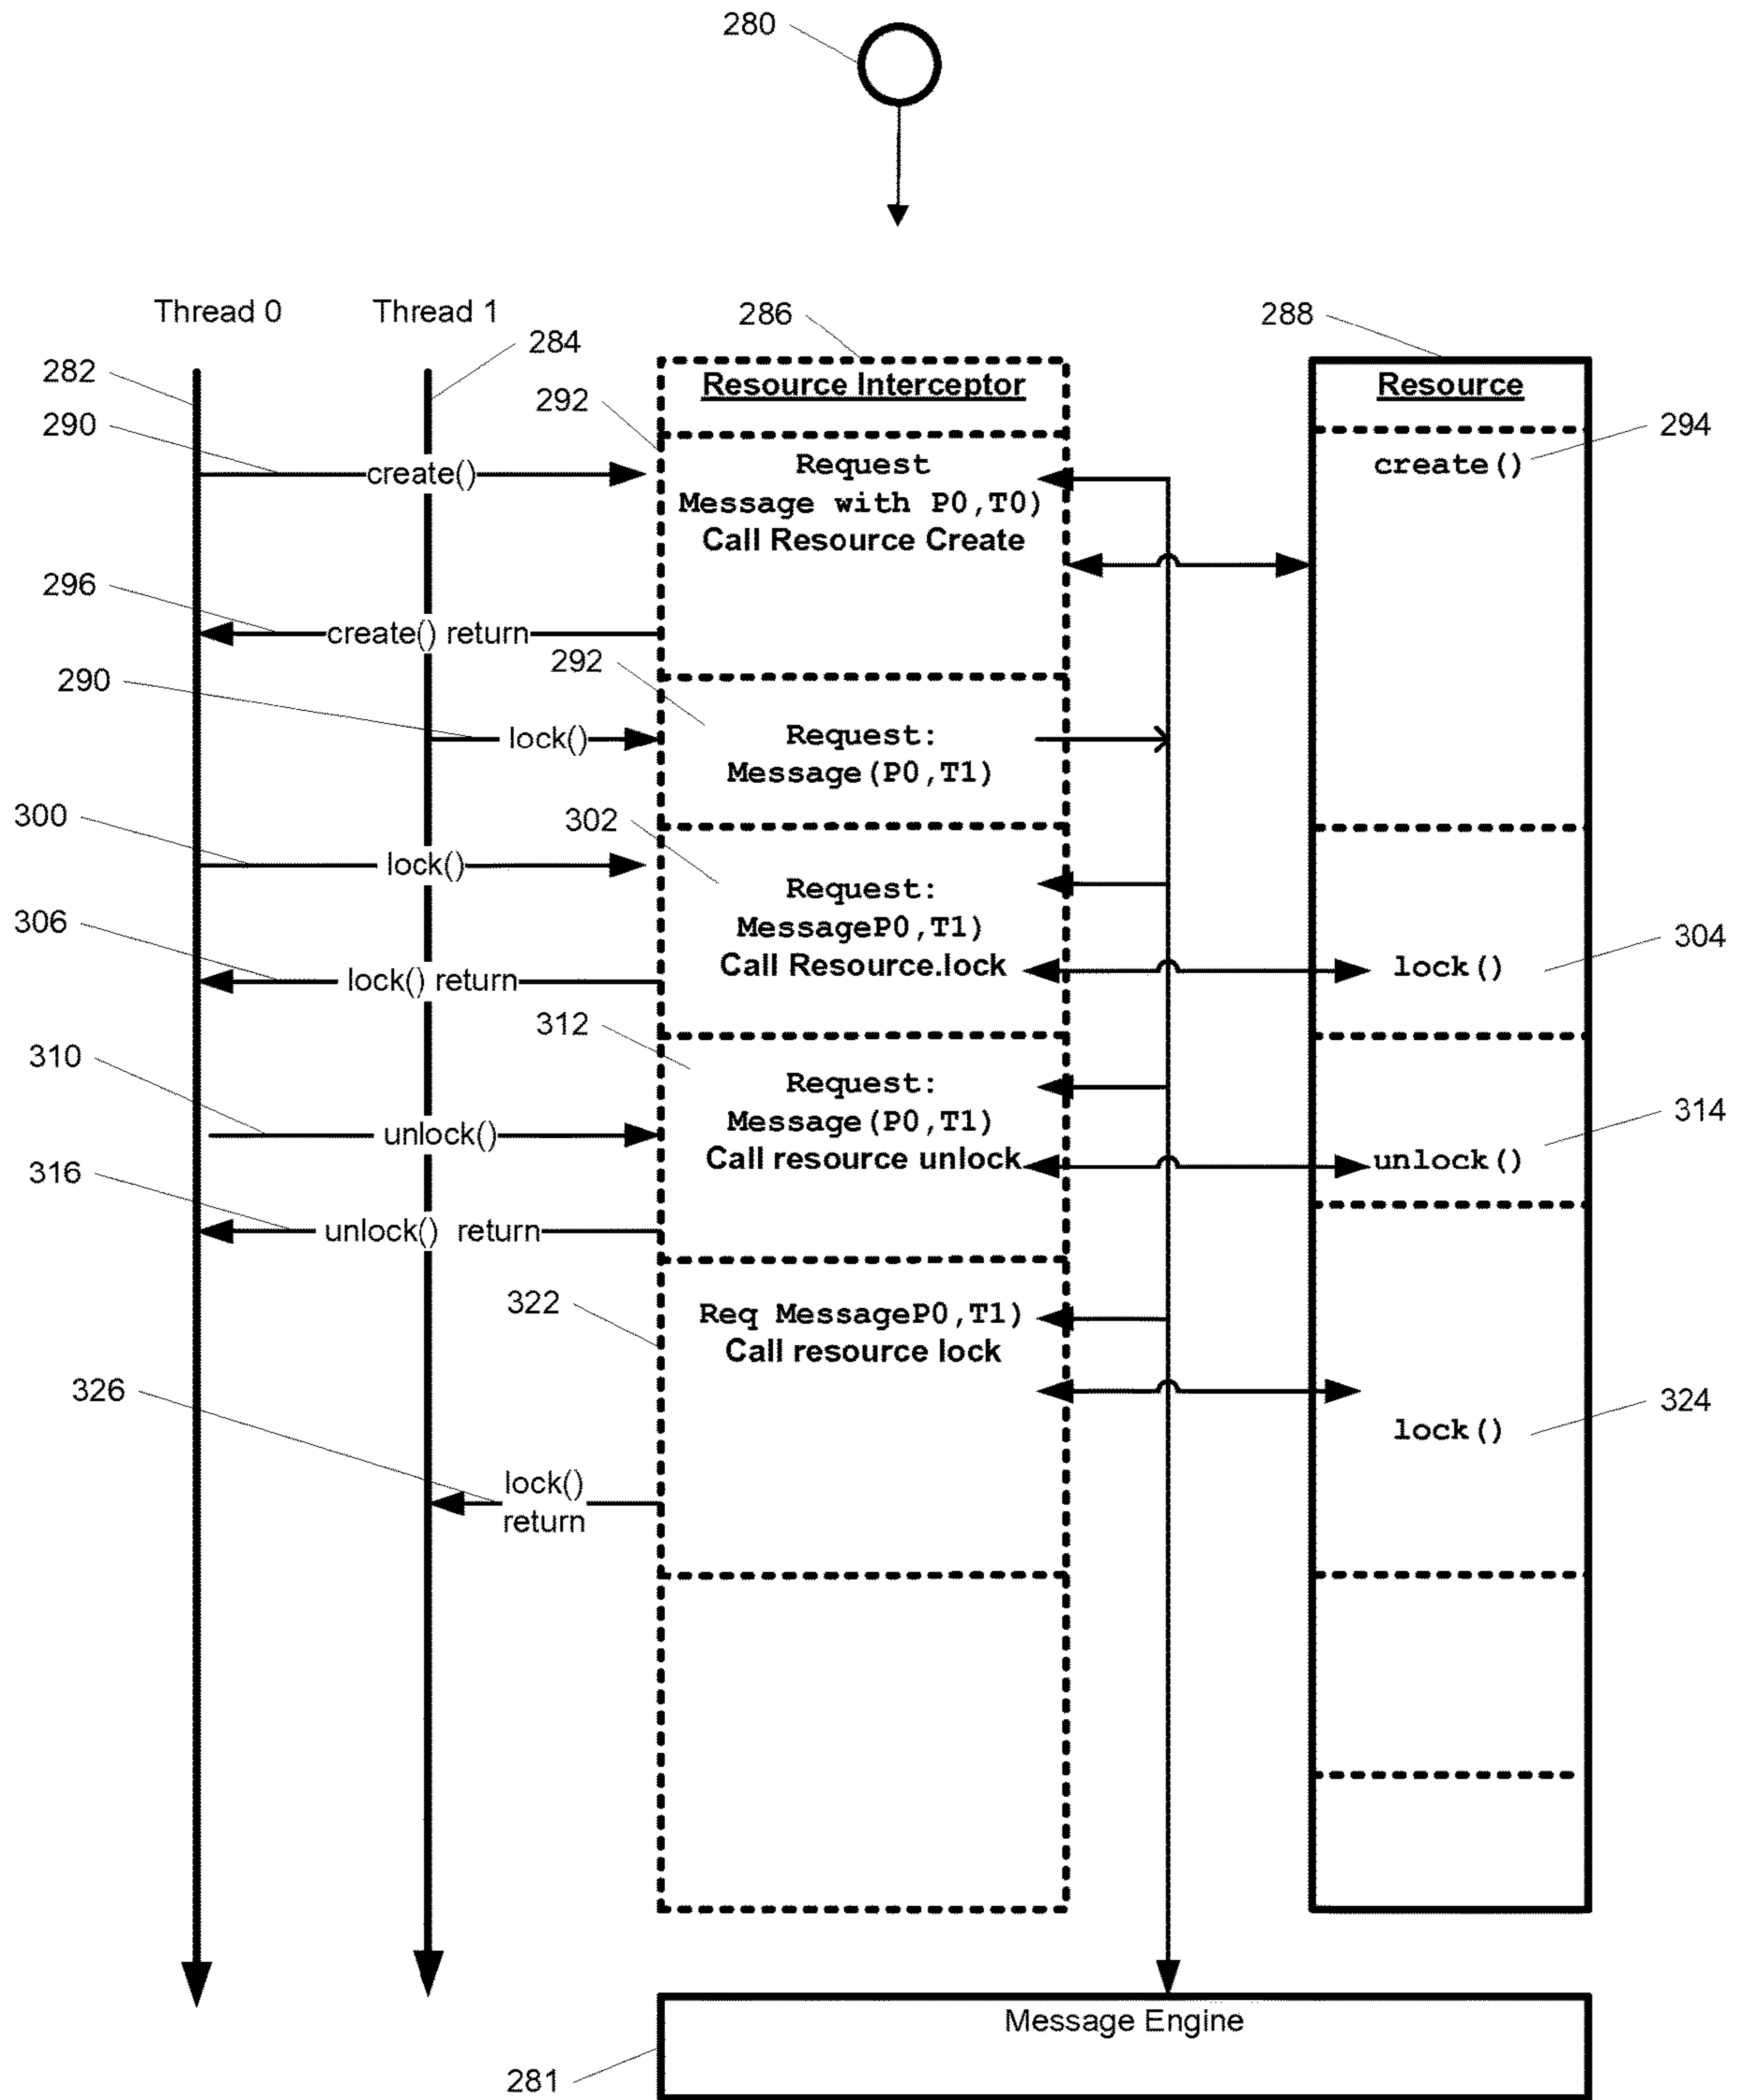 280
Thread 0
Thread 1
286
288
284
282
Resource Interceptor
Resource
292
290
294
create()
Request
Message with P0,T0)
Call Resource Create
create()
296
create() return
292
290
lock()
Request:
Message(P0,T1)
300
302
lock()
Request:
MessageP0,T1)
Call Resource.lock
306
lock() return
304
lock()
312
310
Request:
Message(P0,T1)
Call resource unlock
unlock()
314
unlock()
316
unlock() return
322
Req MessageP0,T1)
Call resource lock
326
324
lock()
lock()
return
Message Engine
281